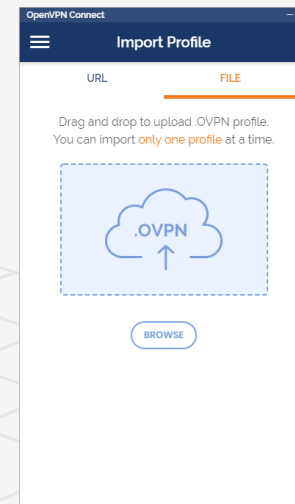 OpenVPN Connect
Import Profile
URL
FILE
Drag and drop to upload .OVPN profile.
You can import only one profile at a time.
.OVPN
BROWSE